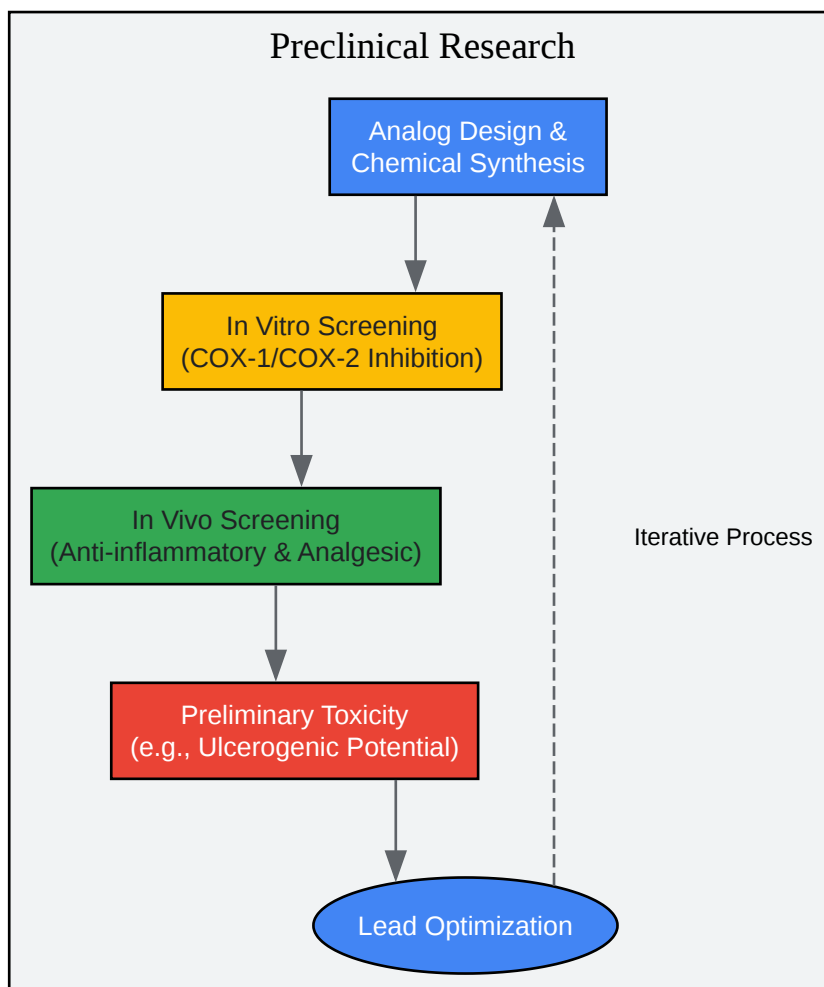 Preclinical Research
Analog Design &
Chemical Synthesis
In Vitro Screening
(COX-1/COX-2 Inhibition)
In Vivo Screening
(Anti-inflammatory & Analgesic)
Iterative Process
Preliminary Toxicity
(e.g., Ulcerogenic Potential)
Lead Optimization